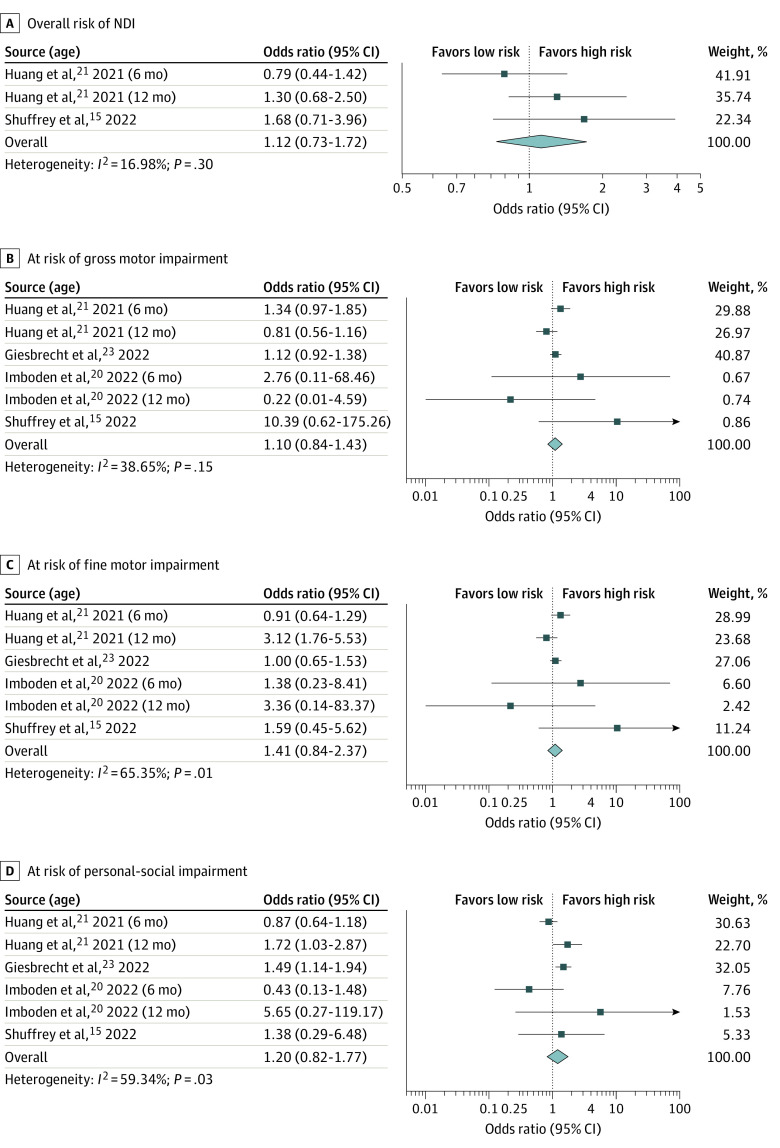 A Overall risk of NDI
Source (age) Odds ratio (95% CI) Favors low risk Favors high risk Weight, %
Huang et al,21 2021 (6 mo) 0.79 (0.44-1.42) 41.91
Huang et al,21 2021 (12 mo) 1.30 (0.68-2.50) 35.74
Shuffrey et al,15 2022 1.68 (0.71-3.96) 22.34
Overall 1.12 (0.73-1.72) 100.00
Heterogeneity: I2 = 16.98%; P = .30
0.5 0.7 1 2 3 4 5
Odds ratio (95% CI)
B At risk of gross motor impairment
Source (age) Odds ratio (95% CI) Favors low risk Favors high risk Weight, %
Huang et al,21 2021 (6 mo) 1.34 (0.97-1.85) 29.88
Huang et al,21 2021 (12 mo) 0.81 (0.56-1.16) 26.97
Giesbrecht et al,23 2022 1.12 (0.92-1.38) 40.87
Imboden et al,20 2022 (6 mo) 2.76 (0.11-68.46) 0.67
Imboden et al,20 2022 (12 mo) 0.22 (0.01-4.59) 0.74
Shuffrey et al,15 2022 10.39 (0.62-175.26) 0.86
Overall 1.10 (0.84-1.43) 100.00
Heterogeneity: I2 = 38.65%; P = .15
0.01 0.1 0.25 1 4 10 100
Odds ratio (95% CI)
C At risk of fine motor impairment
Source (age) Odds ratio (95% CI) Favors low risk Favors high risk Weight, %
Huang et al,21 2021 (6 mo) 0.91 (0.64-1.29) 28.99
Huang et al,21 2021 (12 mo) 3.12 (1.76-5.53) 23.68
Giesbrecht et al,23 2022 1.00 (0.65-1.53) 27.06
Imboden et al,20 2022 (6 mo) 1.38 (0.23-8.41) 6.60
Imboden et al,20 2022 (12 mo) 3.36 (0.14-83.37) 2.42
Shuffrey et al,15 2022 1.59 (0.45-5.62) 11.24
Overall 1.41 (0.84-2.37) 100.00
Heterogeneity: I2 = 65.35%; P = .01
0.01 0.1 0.25 1 4 10 100
Odds ratio (95% CI)
D At risk of personal-social impairment
Source (age) Odds ratio (95% CI) Favors low risk Favors high risk Weight, %
Huang et al,21 2021 (6 mo) 0.87 (0.64-1.18) 30.63
Huang et al,21 2021 (12 mo) 1.72 (1.03-2.87) 22.70
Giesbrecht et al,23 2022 1.49 (1.14-1.94) 32.05
Imboden et al,20 2022 (6 mo) 0.43 (0.13-1.48) 7.76
Imboden et al,20 2022 (12 mo) 5.65 (0.27-119.17) 1.53
Shuffrey et al,15 2022 1.38 (0.29-6.48) 5.33
Overall 1.20 (0.82-1.77) 100.00
Heterogeneity: I2 = 59.34%; P = .03
0.01 0.1 0.25 1 4 10 100
Odds ratio (95% CI)